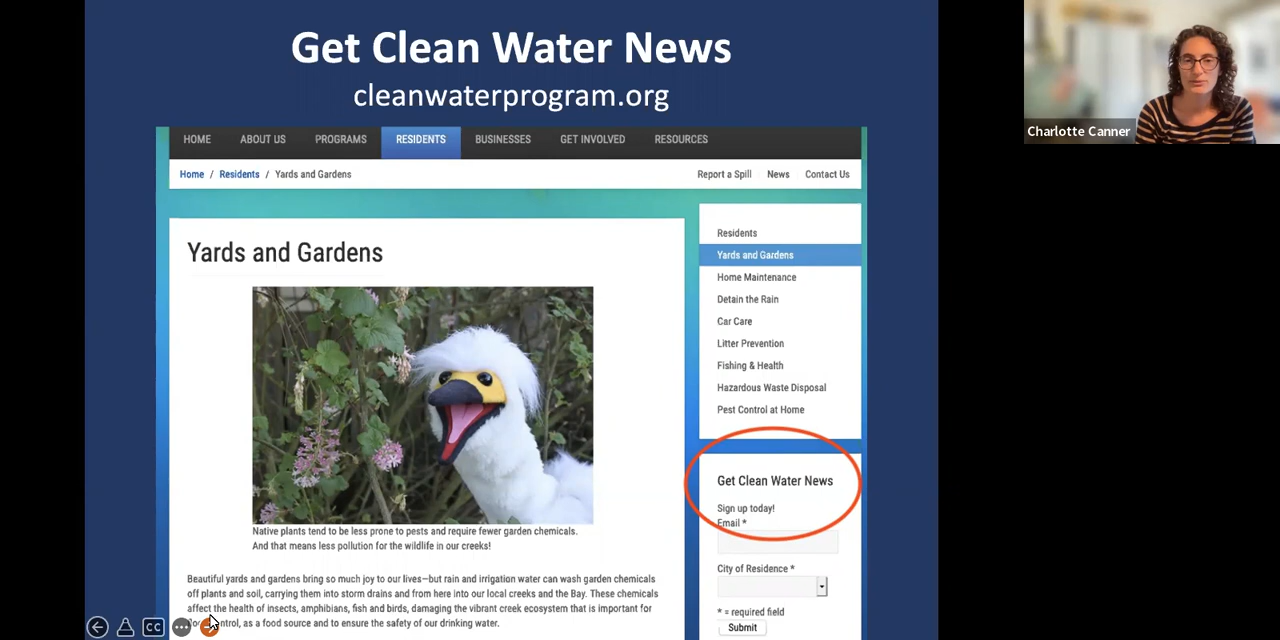 Get Clean Water News
cleanwaterprogram.org
Charlotte Canner
HOME ABOUT US PROGRAMS RESIDENTS BUSINESSES GET INVOLVED RESOURCES
Home / Residents / Yards and Gardens
Report a Spill News Contact Us
Yards and Gardens
Native plants tend to be less prone to pests and require fewer garden chemicals.
And that means less pollution for the wildlife in our creeks!
Beautiful yards and gardens bring so much joy to our lives—but rain and irrigation water can wash garden chemicals
off plants and soil, carrying them into storm drains and from here into our local creeks and the Bay. These chemicals
affect the health of insects, amphibians, fish and birds, damaging the vibrant creek ecosystem that is important for
as a food source and to ensure the safety of our drinking water.
Residents
Yards and Gardens
Home Maintenance
Detain the Rain
Car Care
Litter Prevention
Fishing & Health
Hazardous Waste Disposal
Pest Control at Home
Get Clean Water News
Sign up today!
Email *
City of Residence *
* = required field
Submit
CC